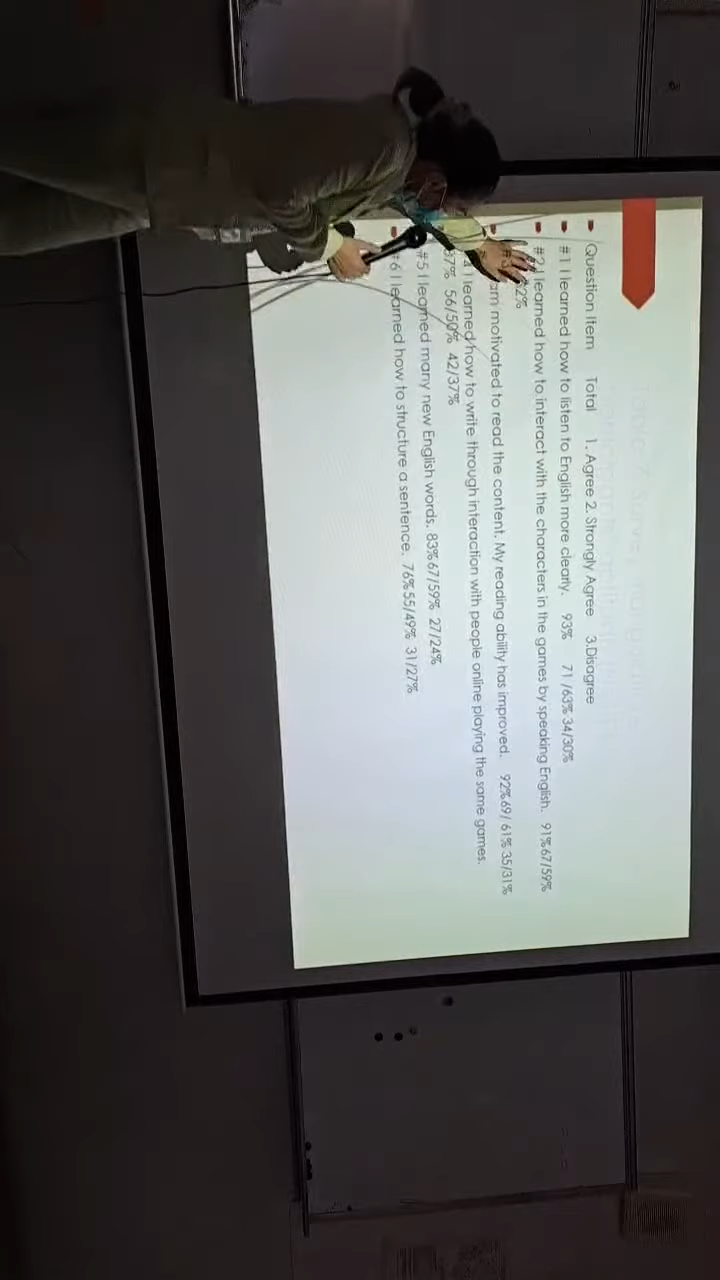 Question Item Total 1. Agree 2. Strongly Agree 3.Disagree
#1 I learned how to listen to English more clearly. 93% 71 /63% 34/30%
#2 I learned how to interact with the characters in the games by speaking English. 91%67/59%
2%
#3 am motivated to read the content. My reading ability has improved. 92%69/ 61% 35/31%
I learned how to write through interaction with people online playing the same games.
87% 56/50% 42/37%
#5 I learned many new English words. 83%67/59% 27/24%
#6 I learned how to structure a sentence. 76%55/49% 31/27%